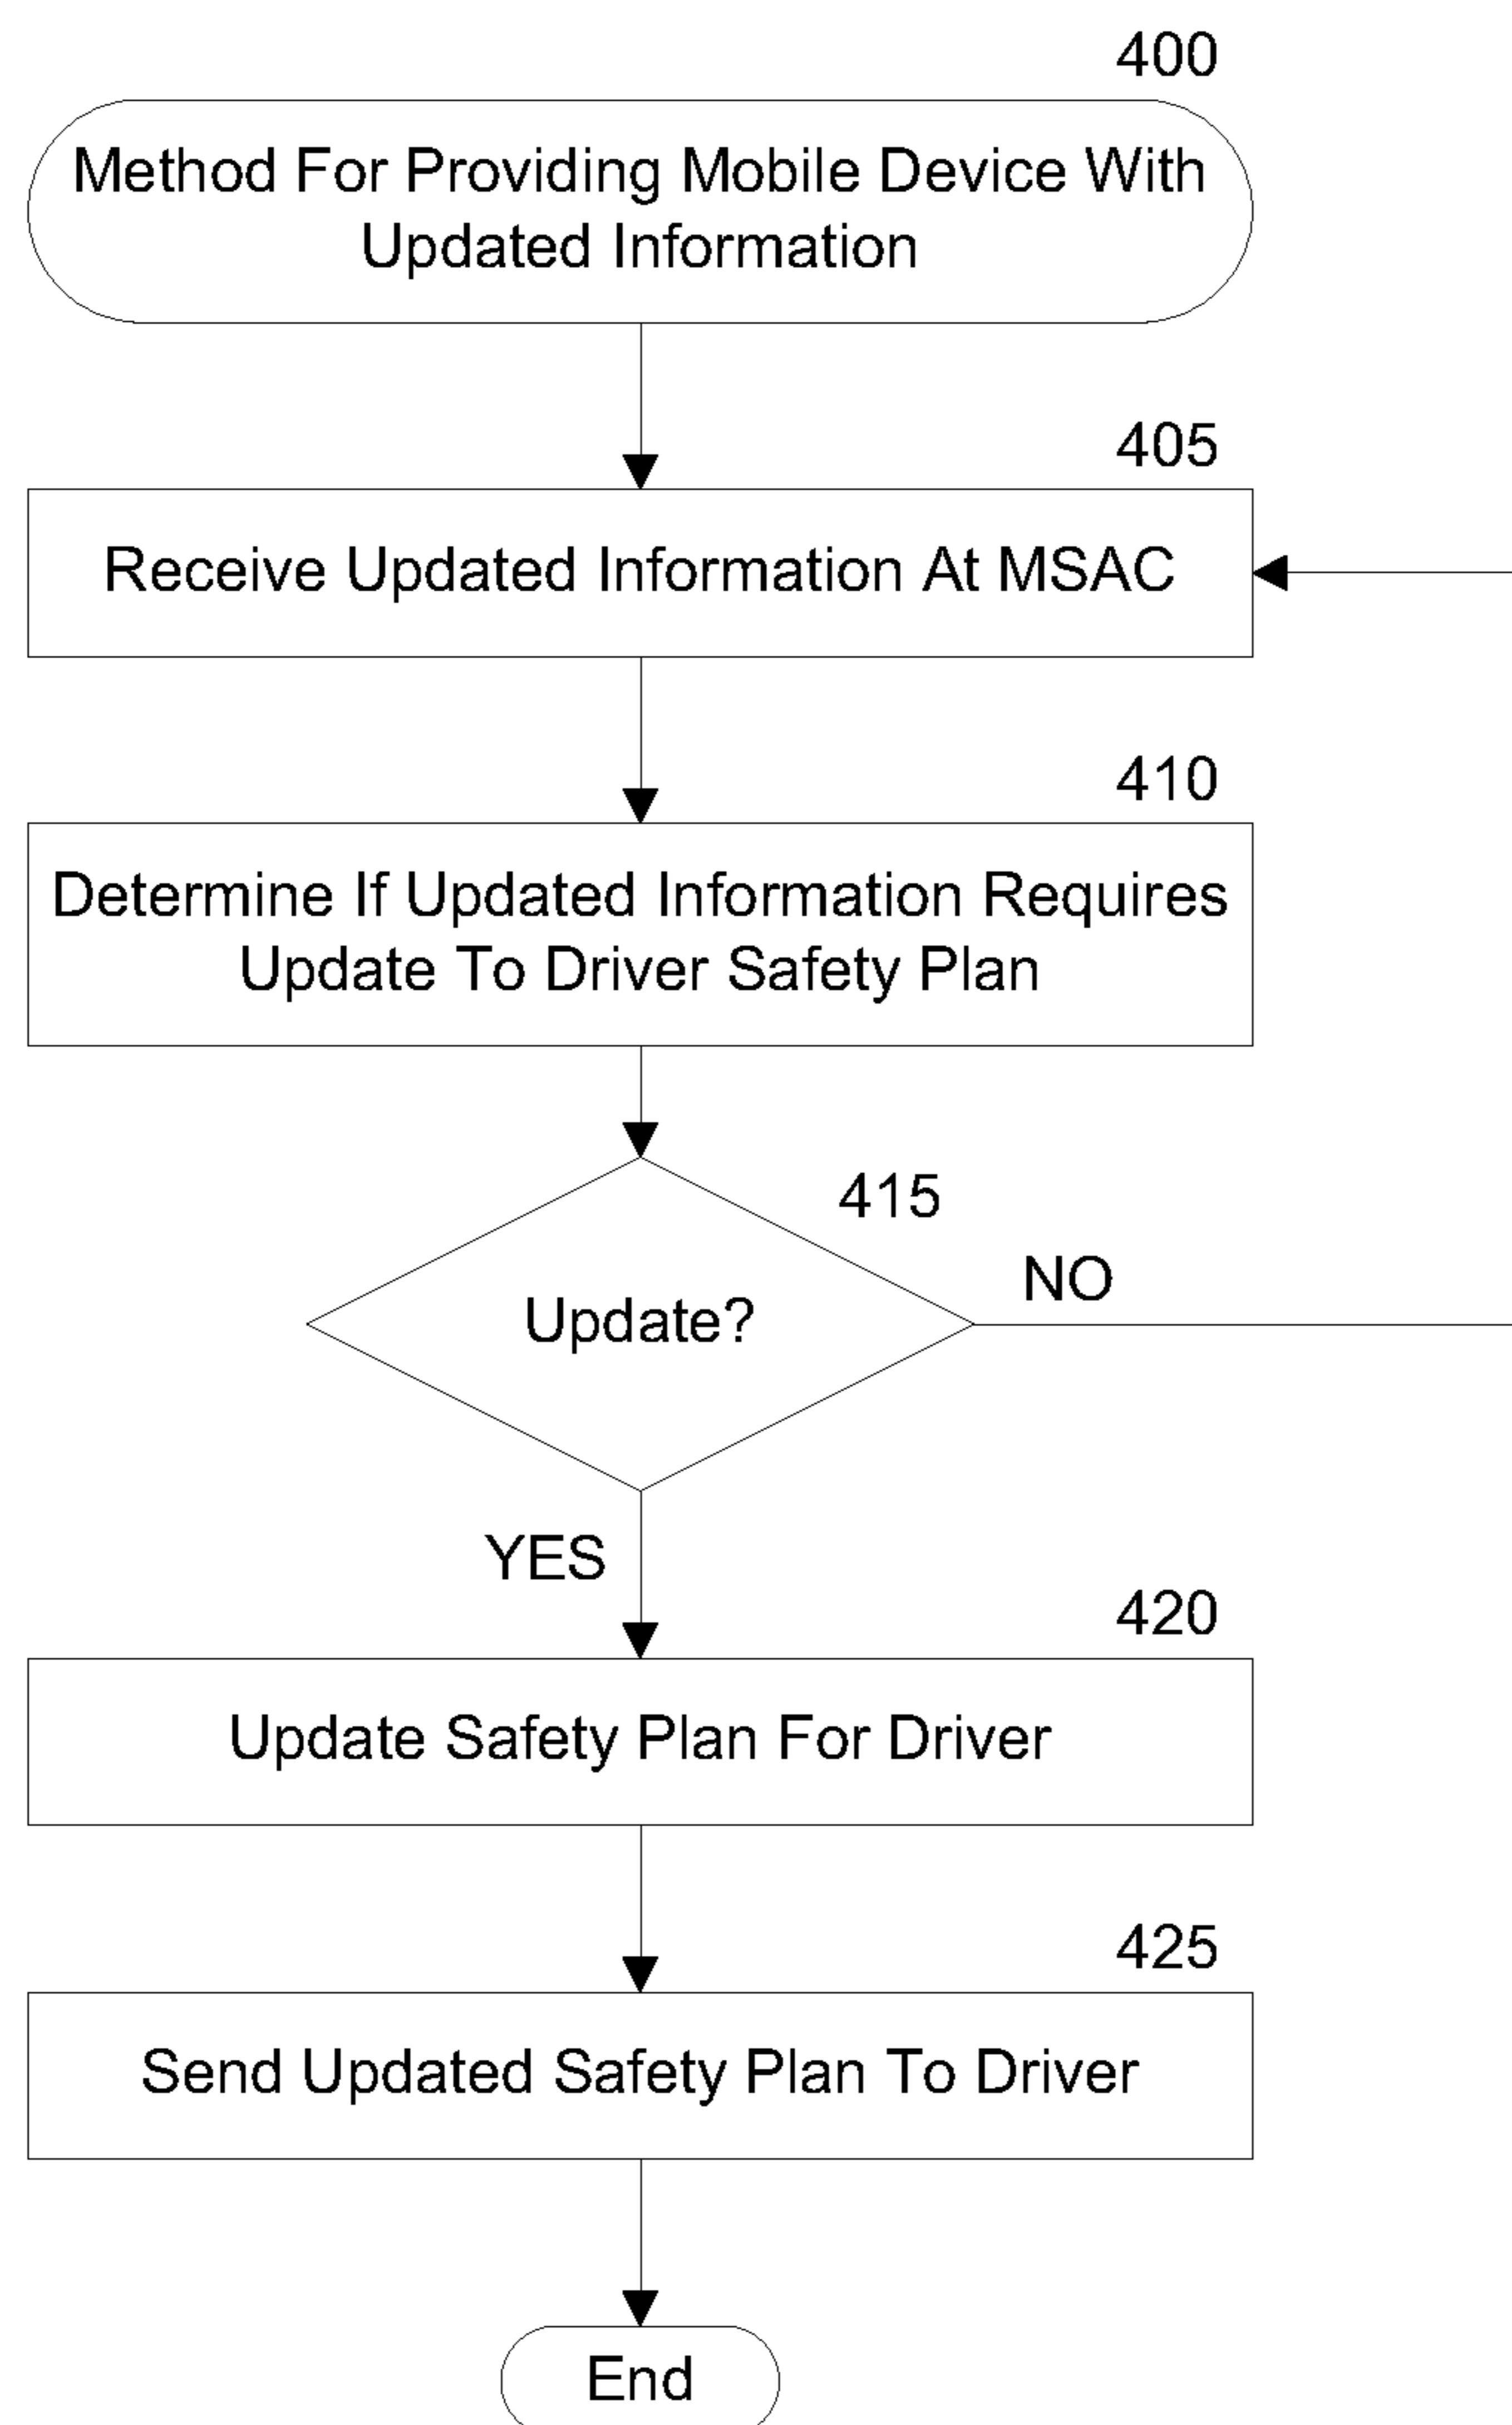 400
Method For Providing Mobile Device With
Updated Information
405
Receive Updated Information At MSAC
410
Determine If Updated Information Requires
Update To Driver Safety Plan
415
Update?
NO
YES
420
Update Safety Plan For Driver
425
Send Updated Safety Plan To Driver
End